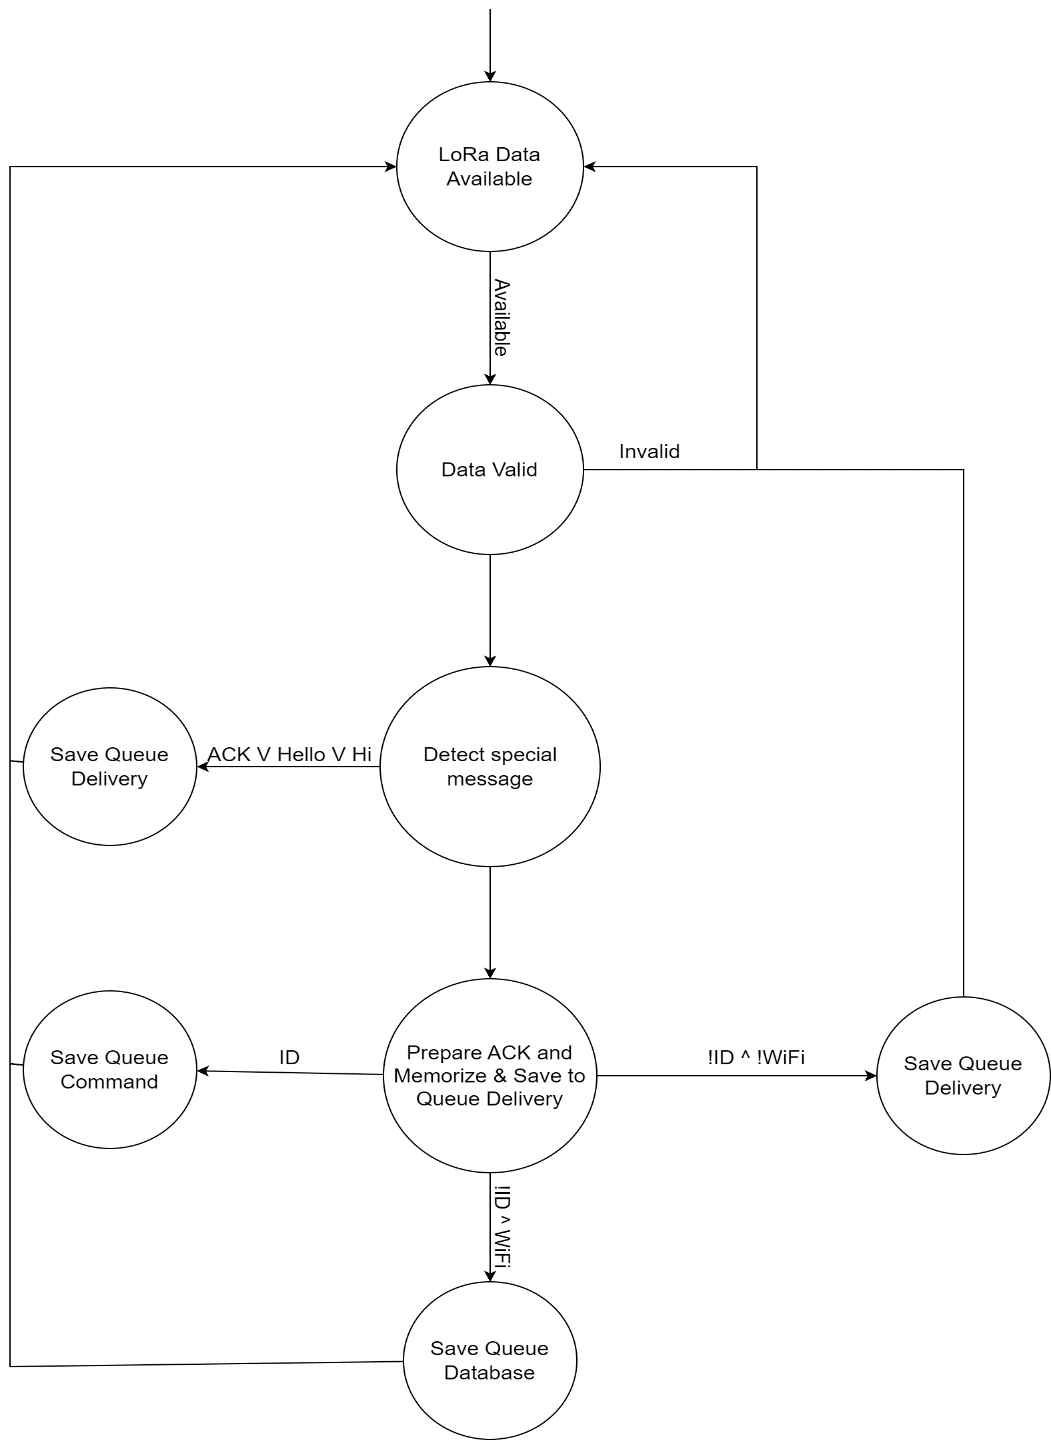 LoRa Data
Available
Available
Data Valid
Invalid
Detect special
message
ACK V Hello V Hi
Save Queue
Delivery
Prepare ACK and
Memorize & Save to
Queue Delivery
ID
Save Queue
Command
!ID ^ !WiFi
Save Queue
Delivery
!ID ^ WiFi
Save Queue
Database